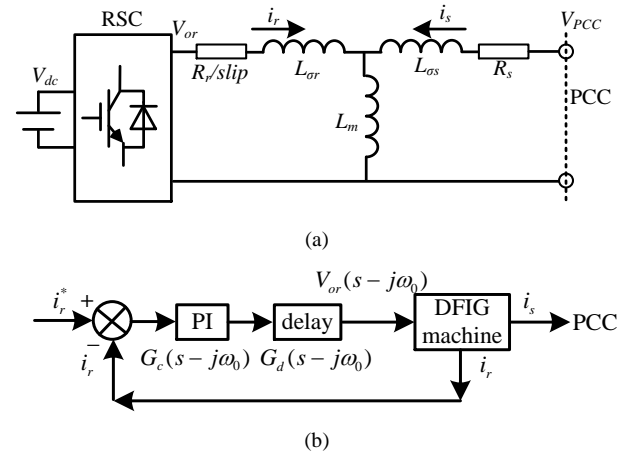 RSC
V_dc
V_or
R_r/slip
i_r
L_σr
L_m
i_s
L_σs
R_s
V_PCC
PCC
(a)
i_r^*
+
−
i_r
PI
G_c(s − jω_0)
delay
G_d(s − jω_0)
V_or(s − jω_0)
DFIG
machine
i_s
PCC
i_r
(b)